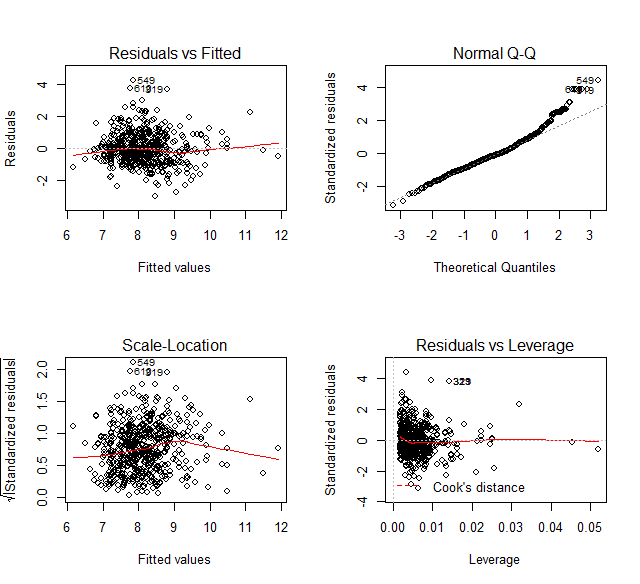 Residuals vs Fitted
Residuals
4
2
0
-2
549
619
6 7 8 9 10 11 12
Fitted values
Normal Q-Q
Standardized residuals
4
2
0
-2
549
-3 -2 -1 0 1 2 3
Theoretical Quantiles
Scale-Location
√|Standardized residuals|
2.0
1.5
1.0
0.5
0.0
549
619
6 7 8 9 10 11 12
Fitted values
Residuals vs Leverage
Standardized residuals
4
2
0
-2
-4
Cook's distance
0.00 0.01 0.02 0.03 0.04 0.05
Leverage